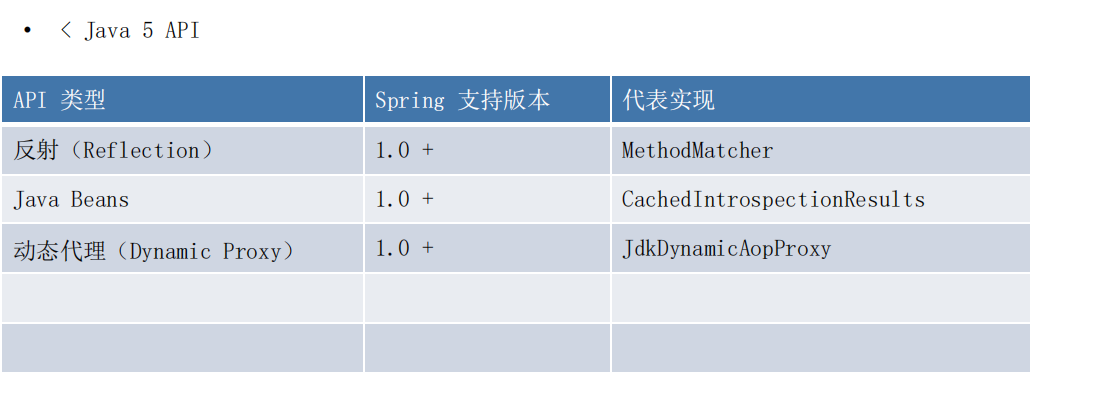 • < Java 5 API
API 类型 Spring 支持版本 代表实现
反射（Reflection） 1.0 + MethodMatcher
Java Beans 1.0 + CachedIntrospectionResults
动态代理（Dynamic Proxy） 1.0 + JdkDynamicAopProxy